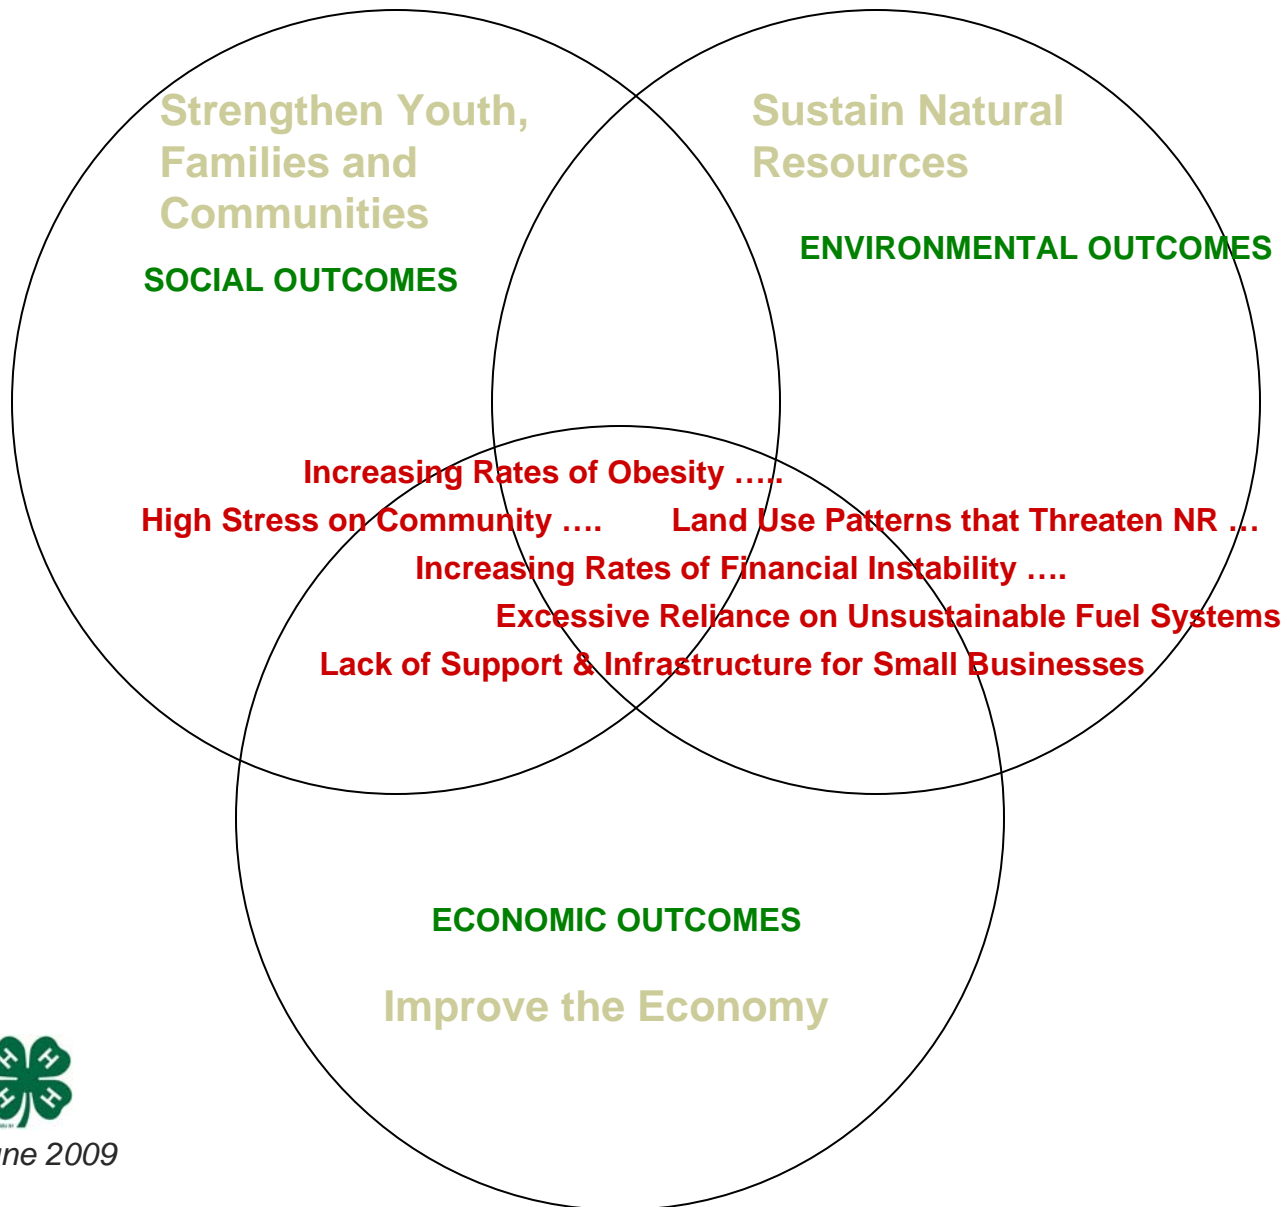 Strengthen Youth,
Families and
Communities
SOCIAL OUTCOMES
Sustain Natural
Resources
ENVIRONMENTAL OUTCOMES
Increasing Rates of Obesity …..
High Stress on Community ….
Land Use Patterns that Threaten NR …
Increasing Rates of Financial Instability ….
Excessive Reliance on Unsustainable Fuel Systems
Lack of Support & Infrastructure for Small Businesses
ECONOMIC OUTCOMES
Improve the Economy
H H
H H
2009